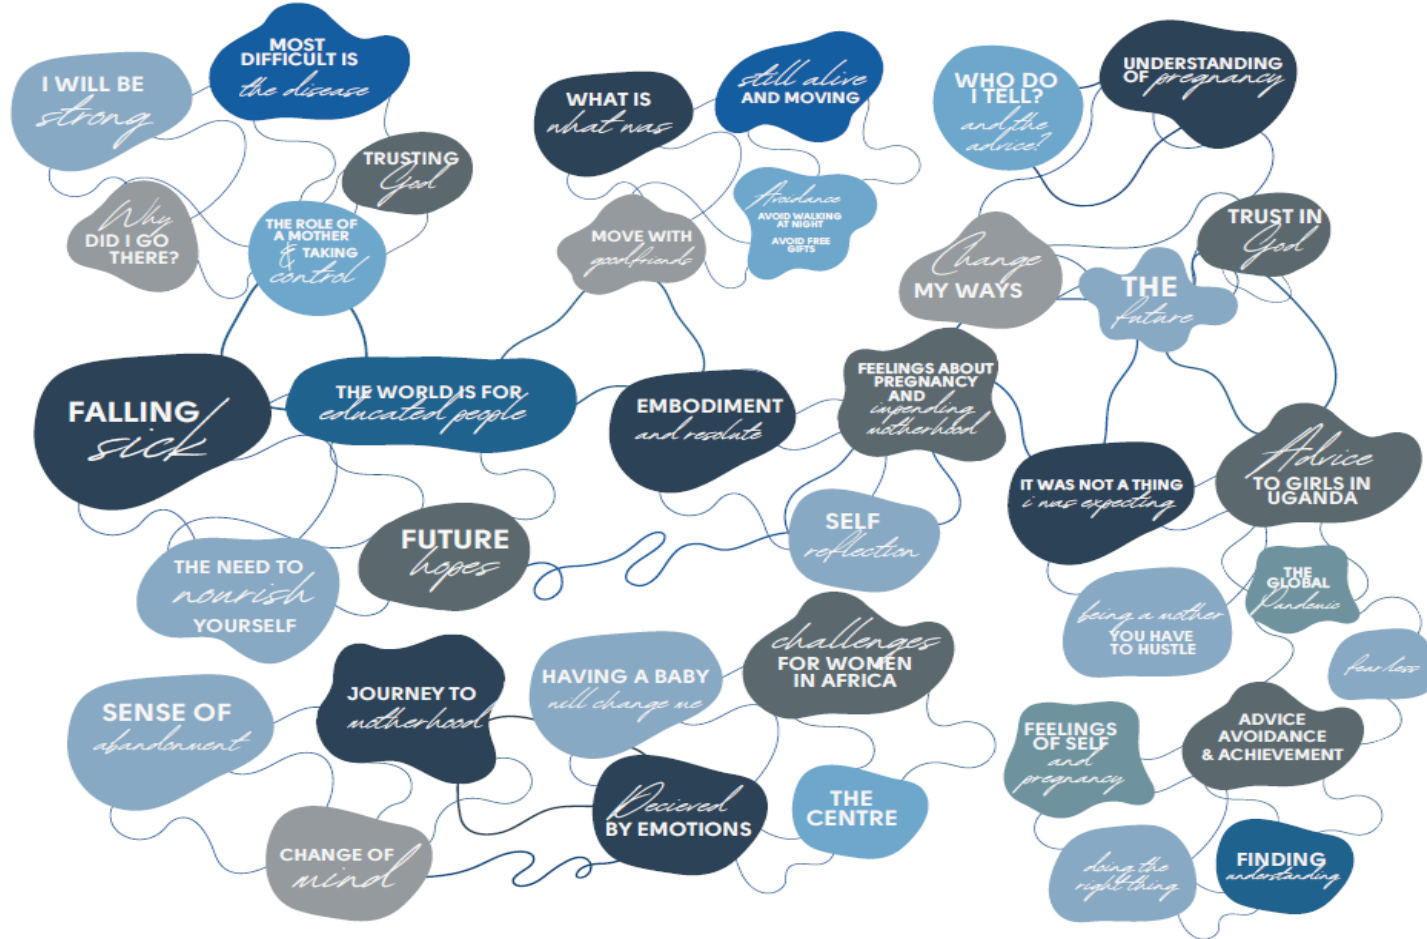 I WILL BE
strong
MOST
DIFFICULT IS
the disease
TRUSTING
God
Why
DID I GO
THERE?
THE ROLE OF
A MOTHER
& TAKING
control
WHAT IS
what was
still alive
AND MOVING
MOVE WITH
good friends
Avoidance
AVOID WALKING
AT NIGHT
AVOID FREE
GIFTS
WHO DO
I TELL?
and the
advice?
UNDERSTANDING
OF pregnancy
TRUST IN
God
Change
MY WAYS
THE
future
FALLING
sick
THE WORLD IS FOR
educated people
EMBODIMENT
and resolute
FEELINGS ABOUT
PREGNANCY
AND
impending
motherhood
IT WAS NOT A THING
i was expecting
Advice
TO GIRLS IN
UGANDA
THE NEED TO
nourish
YOURSELF
FUTURE
hopes
SELF
reflection
being a mother
YOU HAVE
TO HUSTLE
THE
GLOBAL
Pandemic
fear less
SENSE OF
abandonment
JOURNEY TO
motherhood
HAVING A BABY
will change me
challenges
FOR WOMEN
IN AFRICA
CHANGE OF
mind
Decieved
BY EMOTIONS
THE
CENTRE
FEELINGS
OF SELF
and
pregnancy
ADVICE
AVOIDANCE
& ACHIEVEMENT
doing the
right thing
FINDING
understanding